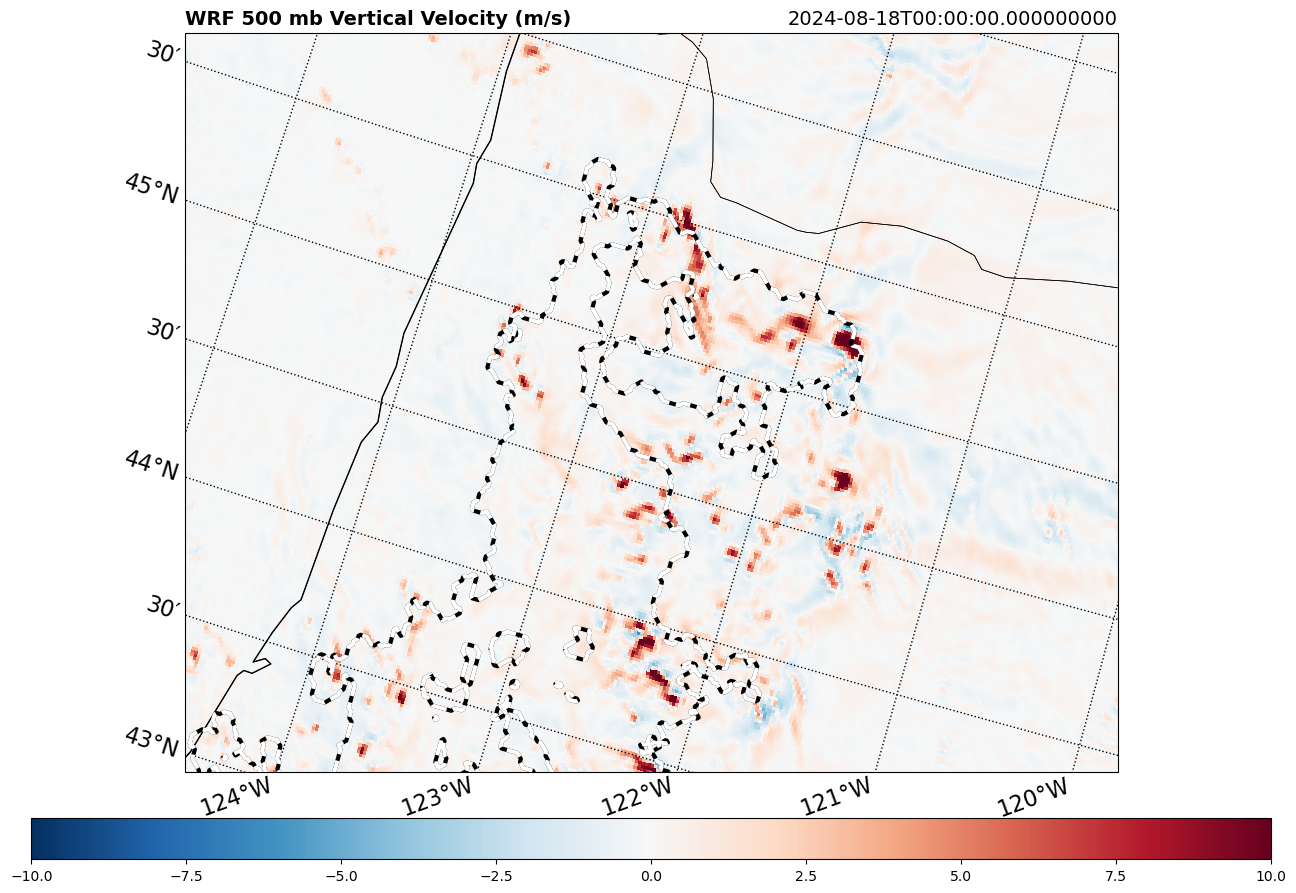 WRF 500 mb Vertical Velocity (m/s) 2024-08-18T00:00:00.000000000
30′
45°N
30′
44°N
30′
43°N
124°W 123°W 122°W 121°W 120°W
−10.0 −7.5 −5.0 −2.5 0.0 2.5 5.0 7.5 10.0